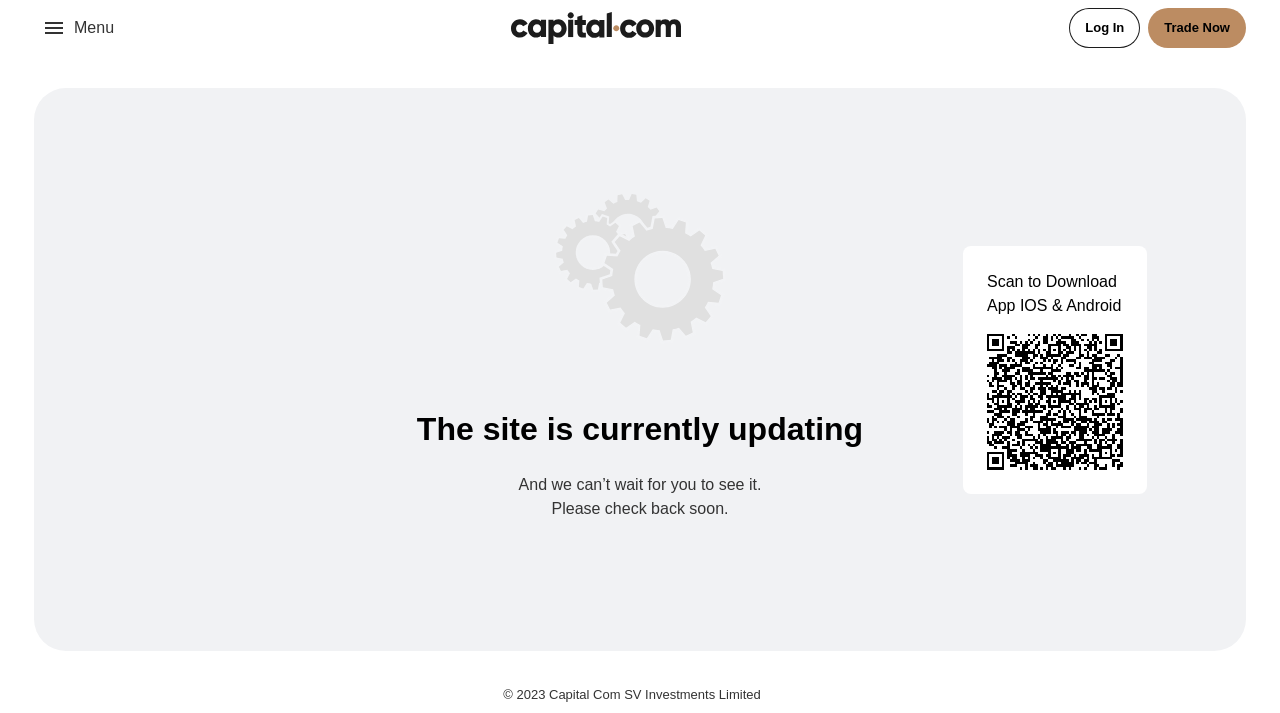 Menu
capital.com
Log In
Trade Now
Scan to Download
App IOS & Android
The site is currently updating
And we can’t wait for you to see it.
Please check back soon.
© 2023 Capital Com SV Investments Limited